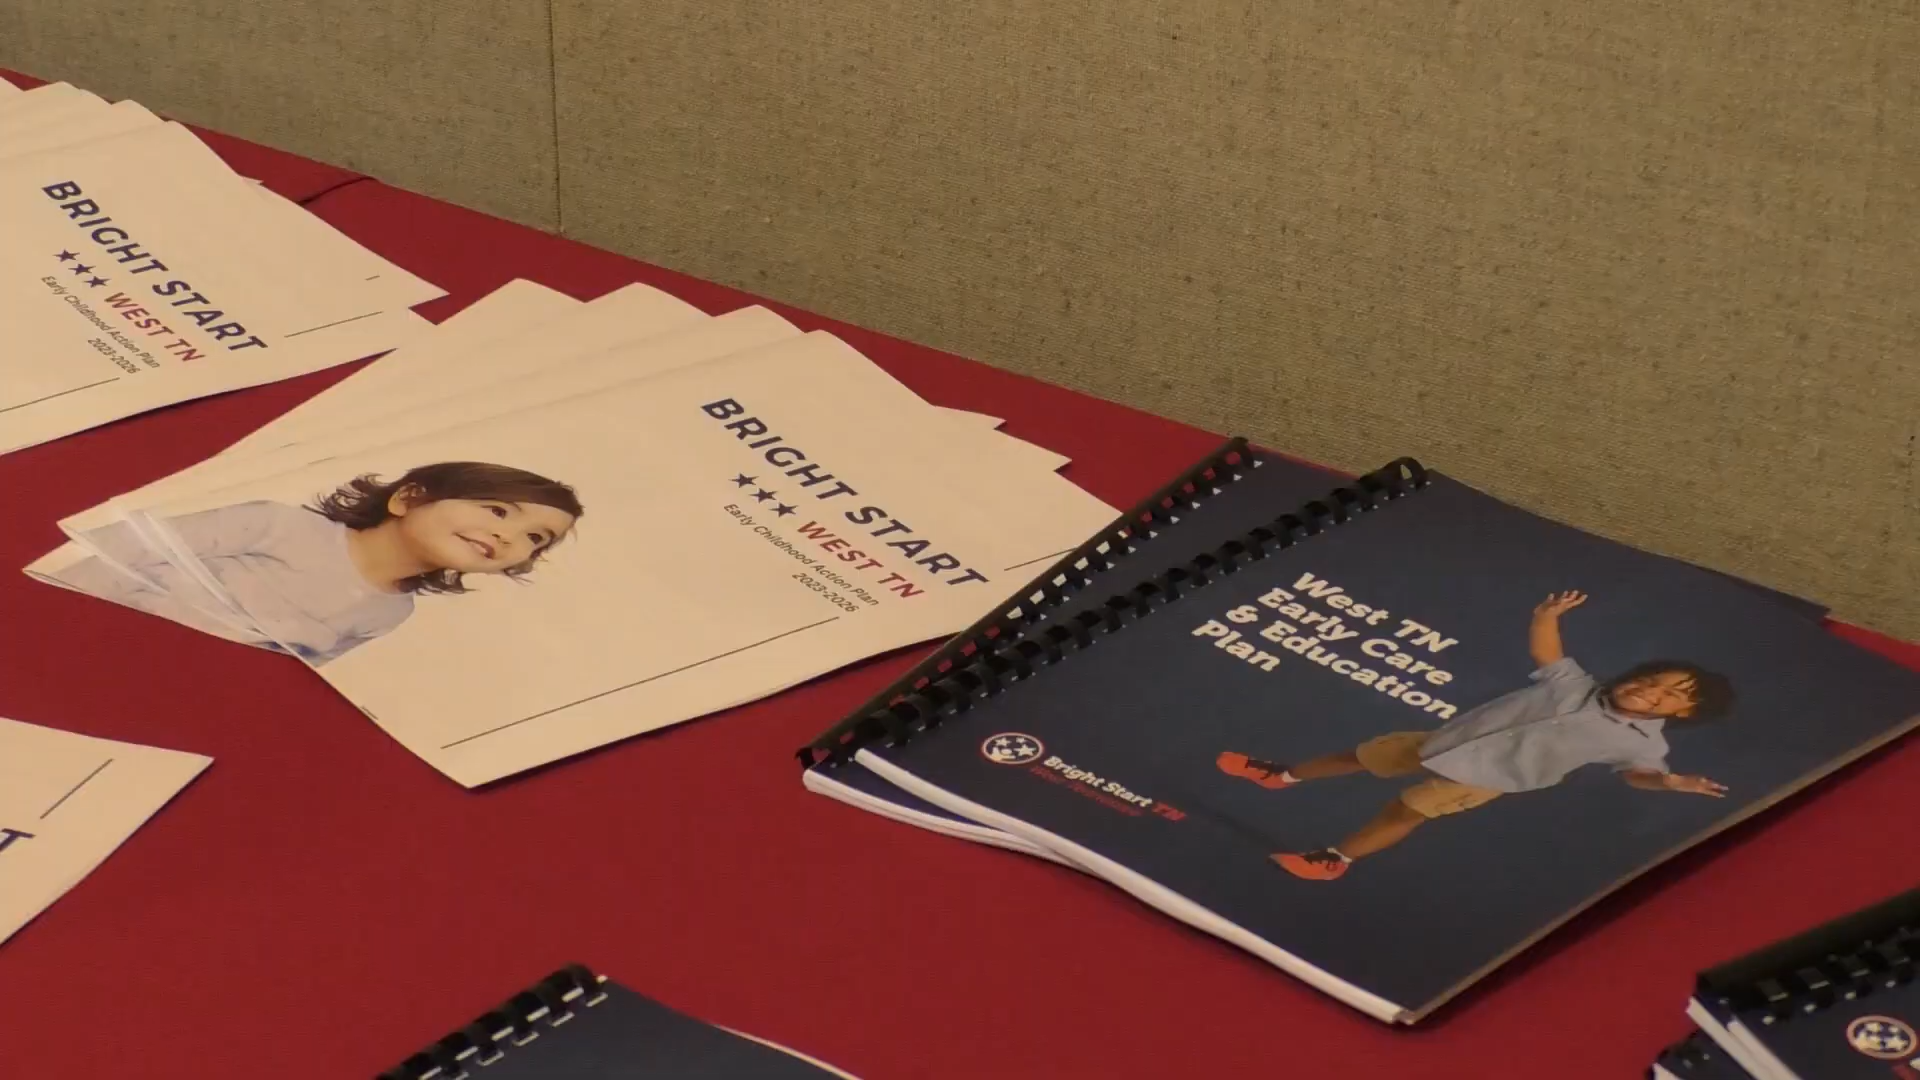 BRIGHT START
WEST TN
Early Childhood Action Plan
2023-2026
BRIGHT START
WEST TN
Early Childhood Action Plan
2023-2026
West TN
Early Care
& Education
Plan
Bright Start TN
T